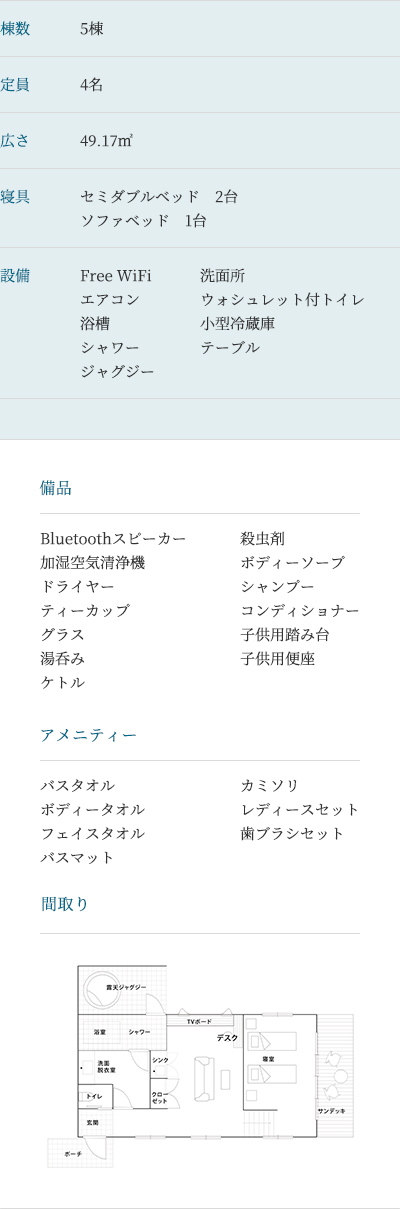 棟数 5棟
定員 4名
広さ 49.17㎡
寝具 セミダブルベッド 2台
ソファベッド 1台
設備 Free WiFi 洗面所
エアコン ウォシュレット付トイレ
浴槽 小型冷蔵庫
シャワー テーブル
ジャグジー
備品
Bluetoothスピーカー 殺虫剤
加湿空気清浄機 ボディーソープ
ドライヤー シャンプー
ティーカップ コンディショナー
グラス 子供用踏み台
湯呑み 子供用便座
ケトル
アメニティー
バスタオル カミソリ
ボディータオル レディースセット
フェイスタオル 歯ブラシセット
バスマット
間取り
露天ジャグジー
TVボード
浴室 シャワー
デスク
洗面
脱衣室
シンク
寝室
トイレ
クロー
ゼット
サンデッキ
玄関
ポーチ